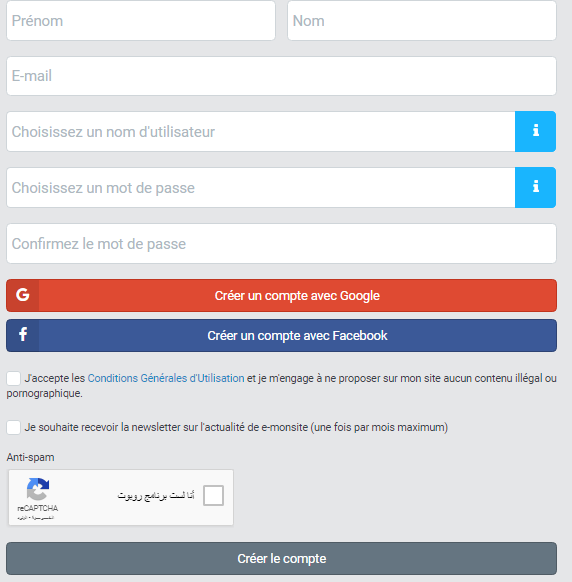 Prénom
Nom
E-mail
Choisissez un nom d'utilisateur
Choisissez un mot de passe
Confirmez le mot de passe
Créer un compte avec Google
Créer un compte avec Facebook
J'accepte les Conditions Générales d'Utilisation et je m'engage à ne proposer sur mon site aucun contenu illégal ou
pornographique.
Je souhaite recevoir la newsletter sur l'actualité de e-monsite (une fois par mois maximum)
Anti-spam
أنا لست برنامج روبوت
reCAPTCHA
Créer le compte